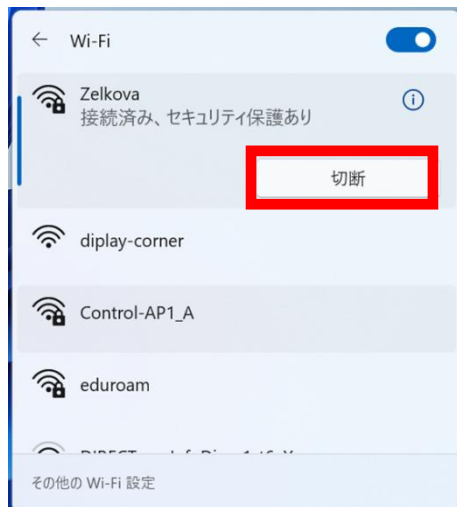 Wi-Fi
Zelkova
接続済み、セキュリティ保護あり
切断
diplay-corner
Control-AP1_A
eduroam
その他の Wi-Fi 設定